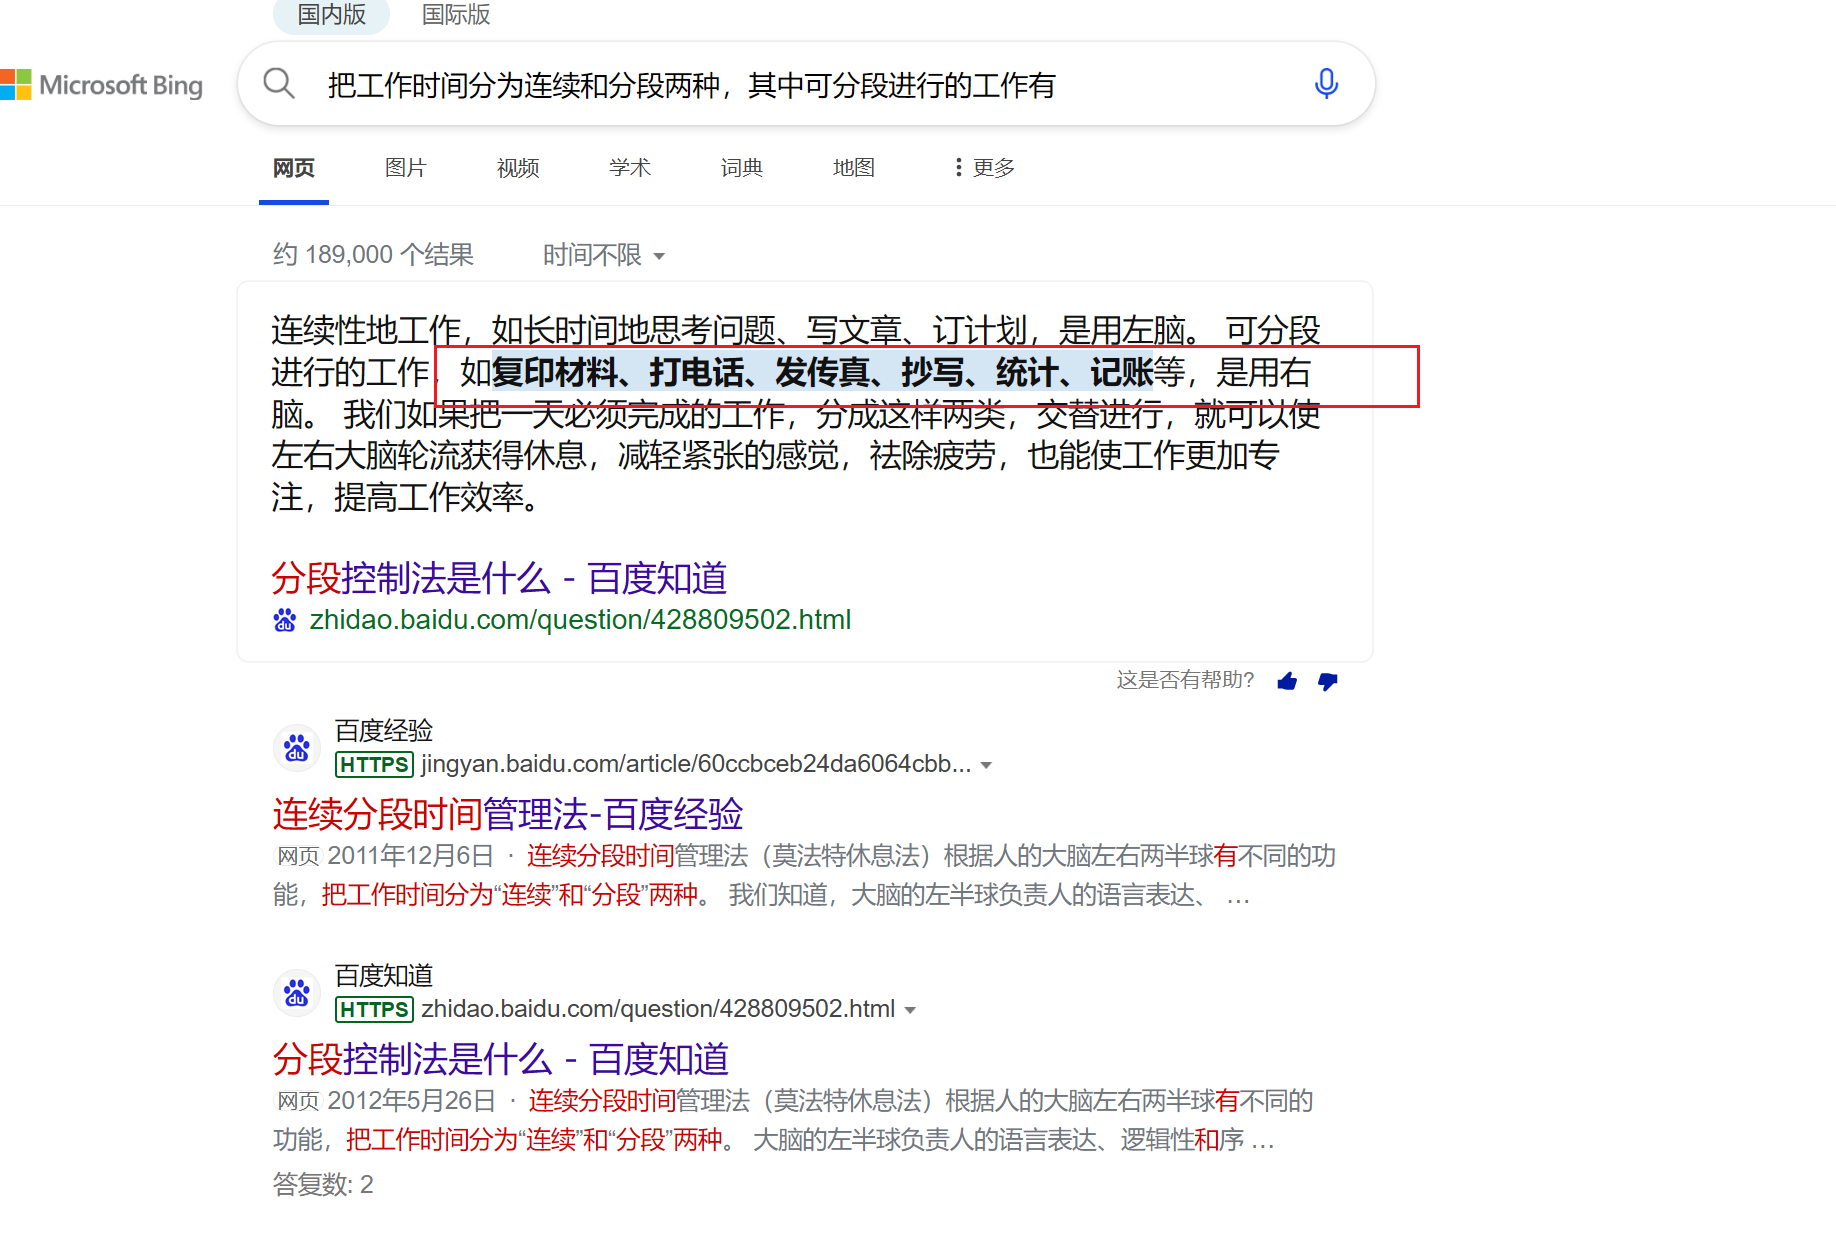 国内版 国际版
Microsoft Bing
把工作时间分为连续和分段两种，其中可分段进行的工作有
网页 图片 视频 学术 词典 地图 更多
约 189,000 个结果 时间不限
连续性地工作，如长时间地思考问题、写文章、订计划，是用左脑。 可分段
进行的工作，如复印材料、打电话、发传真、抄写、统计、记账等，是用右
脑。 我们如果把一天必须完成的工作，分成这样两类，交替进行，就可以使
左右大脑轮流获得休息，减轻紧张的感觉，祛除疲劳，也能使工作更加专
注，提高工作效率。
分段控制法是什么 - 百度知道
du zhidao.baidu.com/question/428809502.html
这是否有帮助?
百度经验
du HTTPS jingyan.baidu.com/article/60ccbceb24da6064cbb...
连续分段时间管理法-百度经验
网页 2011年12月6日 · 连续分段时间管理法（莫法特休息法）根据人的大脑左右两半球有不同的功
能，把工作时间分为“连续”和“分段”两种。 我们知道，大脑的左半球负责人的语言表达、 …
百度知道
du HTTPS zhidao.baidu.com/question/428809502.html
分段控制法是什么 - 百度知道
网页 2012年5月26日 · 连续分段时间管理法（莫法特休息法）根据人的大脑左右两半球有不同的
功能，把工作时间分为“连续”和“分段”两种。 大脑的左半球负责人的语言表达、逻辑性和序 …
答复数: 2